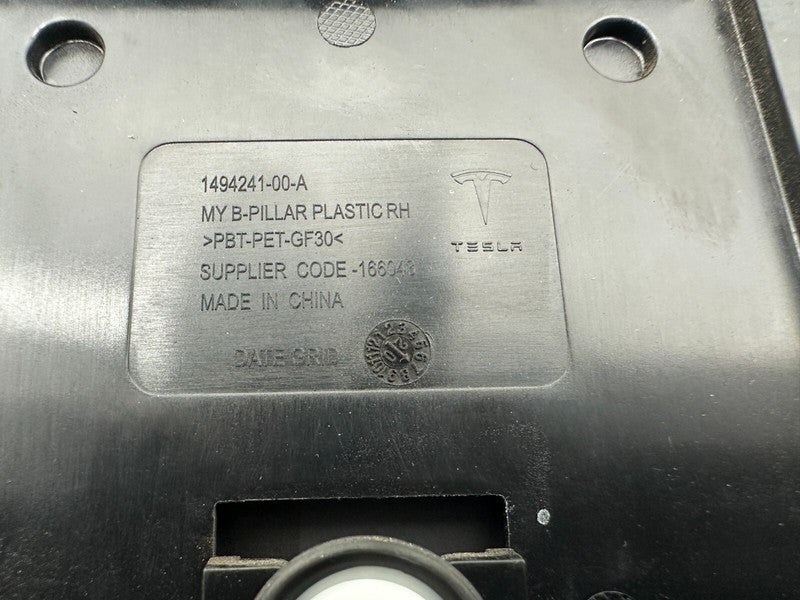 1494241-00-A
MY B-PILLAR PLASTIC RH
>PBT-PET-GF30<
SUPPLIER CODE -166043
MADE IN CHINA
TESLA
DATE GRID